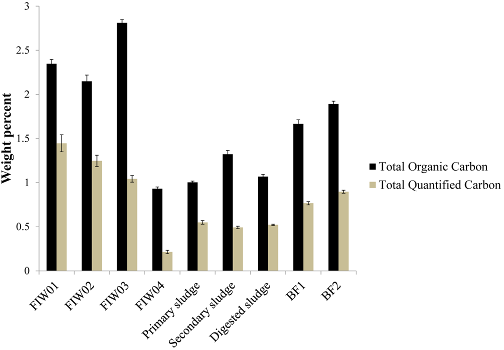 3
2.5
2
1.5
1
0.5
0
Weight percent
FIW01
FIW02
FIW03
FIW04
Primary sludge
Secondary sludge
Digested sludge
BF1
BF2
Total Organic Carbon
Total Quantified Carbon